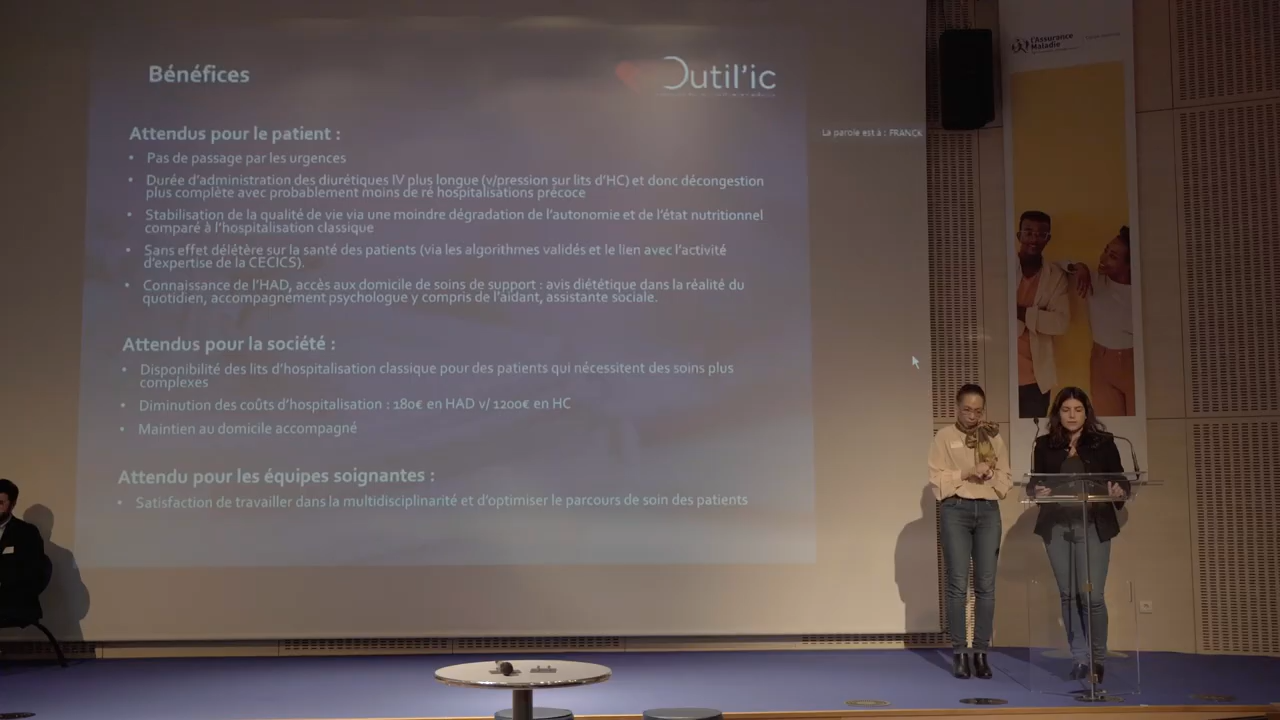 Bénéfices
Outil'ic
Attendus pour le patient :
• Pas de passage par les urgences
• Durée d'administration des diurétiques IV plus longue (v/pression sur lits d'HC) et donc décongestion
plus complète avec probablement moins de ré hospitalisations précoce
• Stabilisation de la qualité de vie via une moindre dégradation de l'autonomie et de l'état nutritionnel
comparé à l'hospitalisation classique
• Sans effet délétère sur la santé des patients (via les algorithmes validés et le lien avec l'activité
d'expertise de la CECICS).
• Connaissance de l'HAD, accès aux domicile de soins de support : avis diététique dans la réalité du
quotidien, accompagnement psychologue y compris de l'aidant, assistante sociale.
Attendus pour la société :
• Disponibilité des lits d'hospitalisation classique pour des patients qui nécessitent des soins plus
complexes
• Diminution des coûts d'hospitalisation : 180€ en HAD v/ 1200€ en HC
• Maintien au domicile accompagné
Attendu pour les équipes soignantes :
• Satisfaction de travailler dans la multidisciplinarité et d'optimiser le parcours de soin des patients
La parole est à : FRANCK
l'Assurance
Maladie